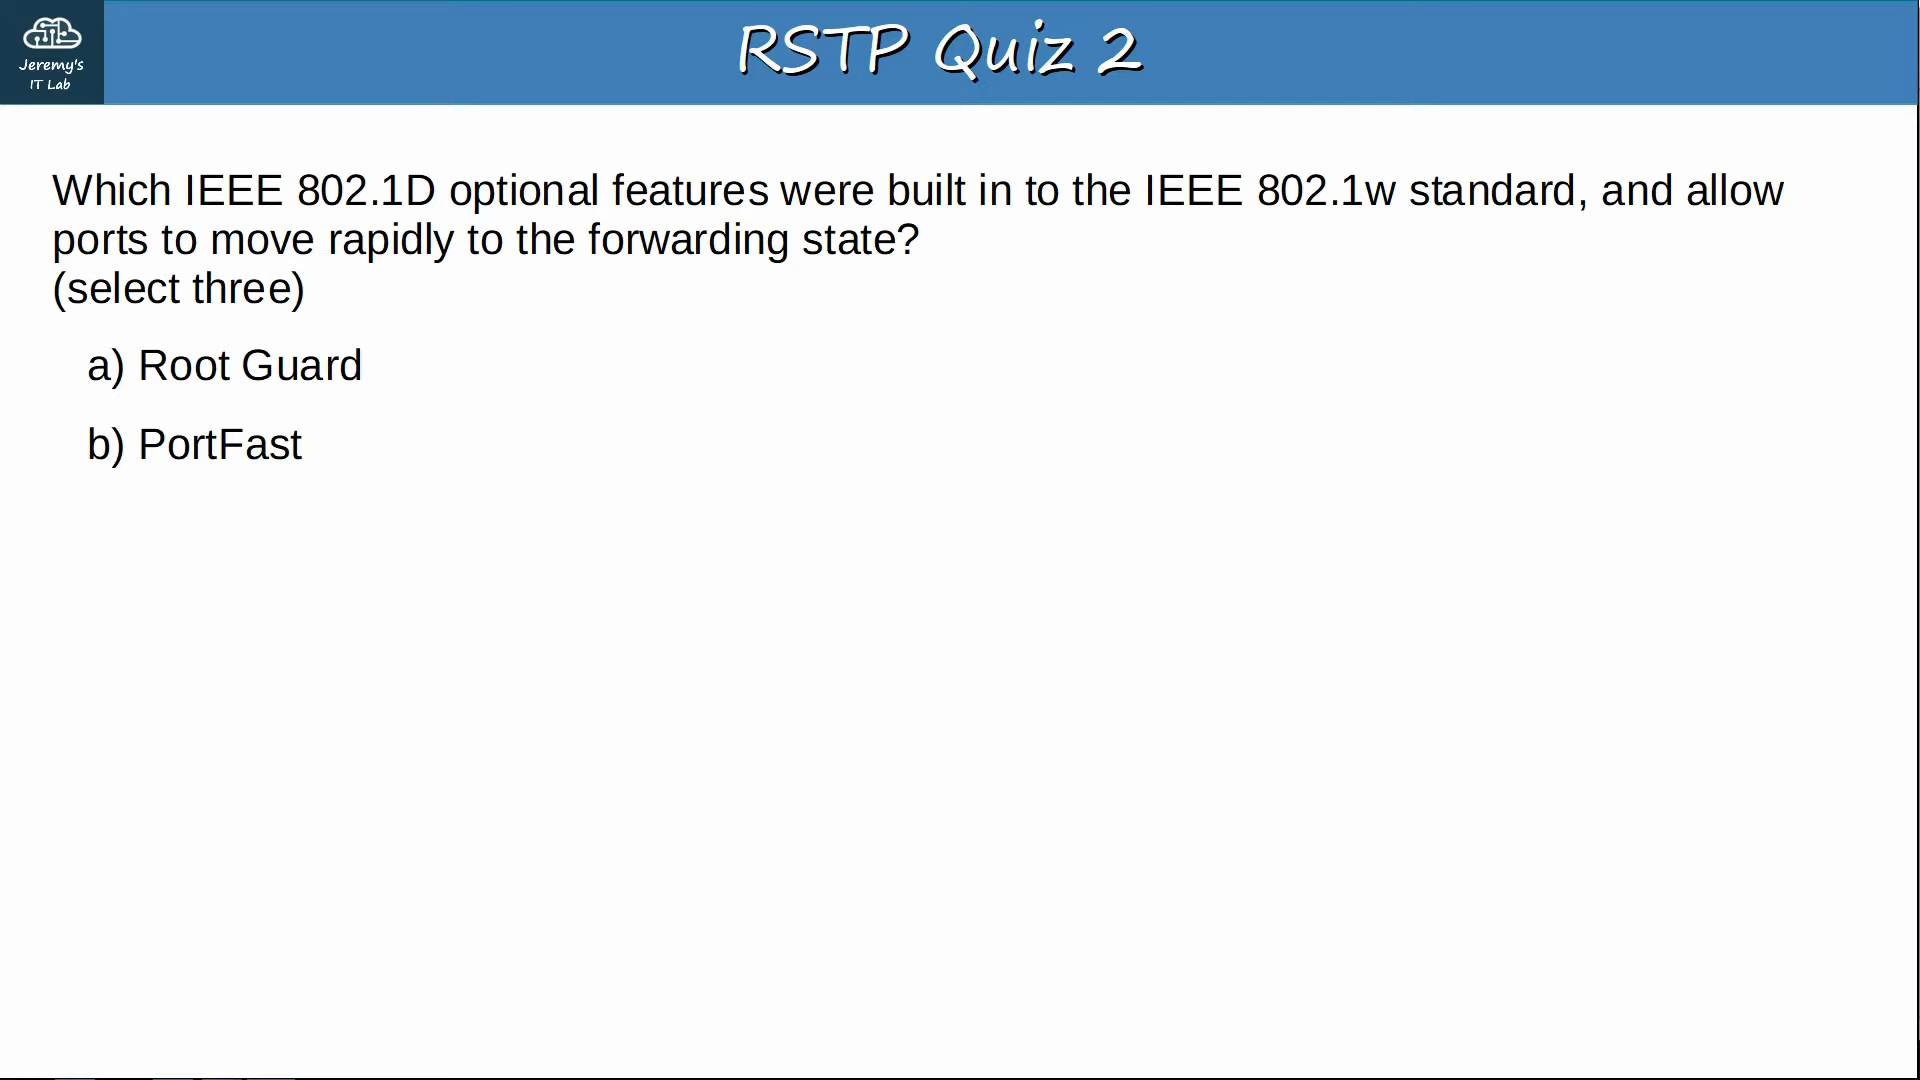 Jeremy's
IT Lab
RSTP Quiz 2
Which IEEE 802.1D optional features were built in to the IEEE 802.1w standard, and allow
ports to move rapidly to the forwarding state?
(select three)
a) Root Guard
b) PortFast